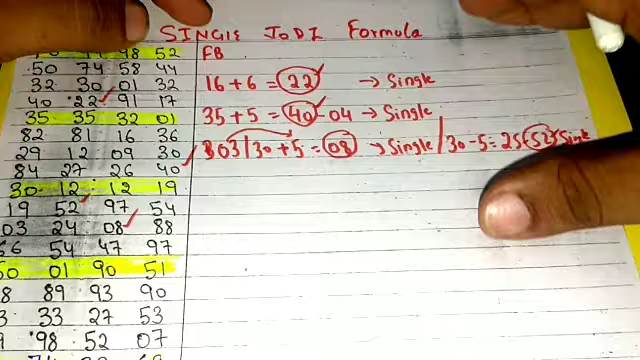 SINGLE JODI Formula
98 52 FB
50 74 58 44
32 30 01 32 16 + 6 = 22 → Single
40 22 91 17
35 35 32 01 35 + 5 = 40 - 04 → Single
82 81 16 36
29 12 09 30 03/30 + 5 = 08 → Single / 30 - 5 = 25
84 27 26 40
30 12 12 19
19 52 97 54
03 24 08 88
54 47 97
01 90 51
89 93 90
33 27 53
98 52 07